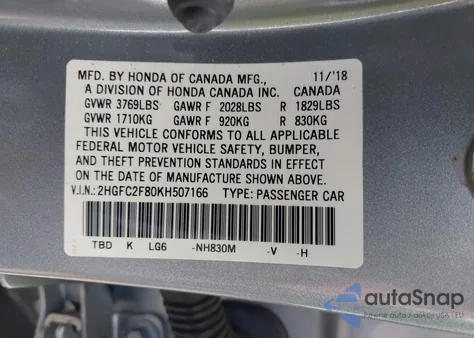 MFD. BY HONDA OF CANADA MFG., 11/'18
A DIVISION OF HONDA CANADA INC. CANADA
GVWR 3769LBS GAWR F 2028LBS R 1829LBS
GVWR 1710KG GAWR F 920KG R 830KG
THIS VEHICLE CONFORMS TO ALL APPLICABLE
FEDERAL MOTOR VEHICLE SAFETY, BUMPER,
AND THEFT PREVENTION STANDARDS IN EFFECT
ON THE DATE OF MANUFACTURE SHOWN ABOVE.
V.I.N.: 2HGFC2F80KH507166 TYPE: PASSENGER CAR
TBD K LG6 -NH830M -V -H
autoSnap